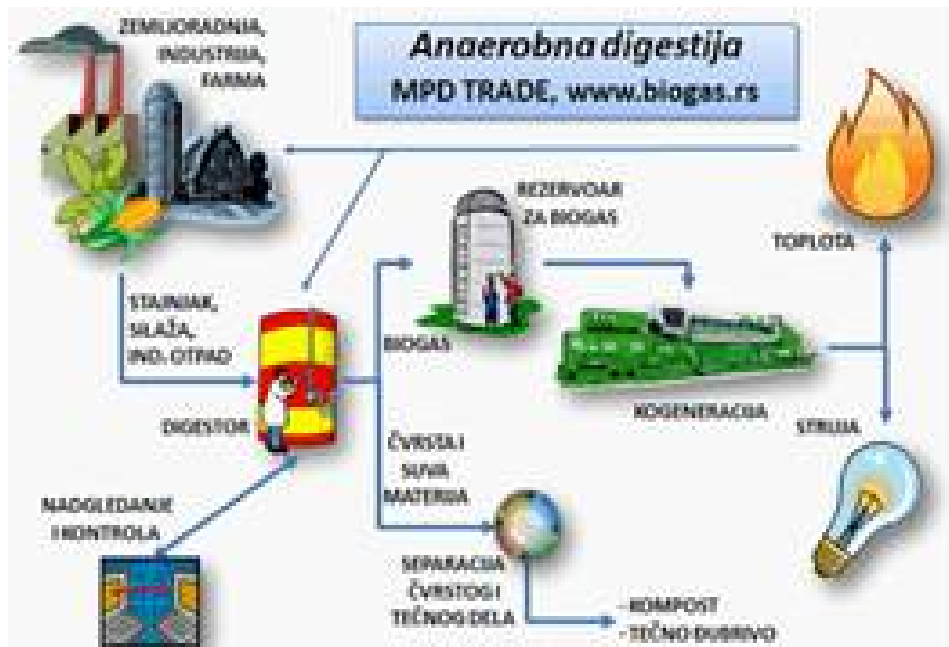 ZEMLJORADNJA,
INDUSTRIJA,
FARMA
Anaerobna digestija
MPD TRADE, www.biogas.rs
REZERVOAR
ZA BIOGAS
TOPLOTA
STAJNJAK,
SILAŽA,
IND. OTPAD
BIOGAS
KOGENERACIJA
DIGESTOR
STRUJA
ČVRSTA I
SUVA
MATERIJA
NADGLEDANJE
I KONTROLA
SEPARACIJA
ČVRSTOG I
TEČNOG DELA
- KOMPOST
- TEČNO ĐUBRIVO